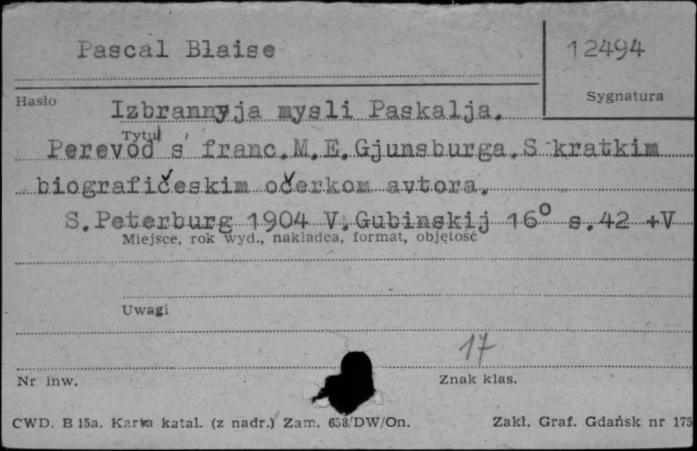 Pascal Blaise
12494
Hasło
Sygnatura
Izbrannyja mysli Paskalja.
Tytuł
Perevod s franc.M.E.Gjunsburga.S kratkim
biografičeskim očerkom avtora.
S.Peterburg 1904 V.Gubinskij 16° s.42 +V
Miejsce, rok wyd., nakładca, format, objętość
Uwagi
17
Nr inw.
Znak klas.
CWD. B 15a. Karta katal. (z nadr.) Zam. 658/DW/On.
Zakł. Graf. Gdańsk nr 175